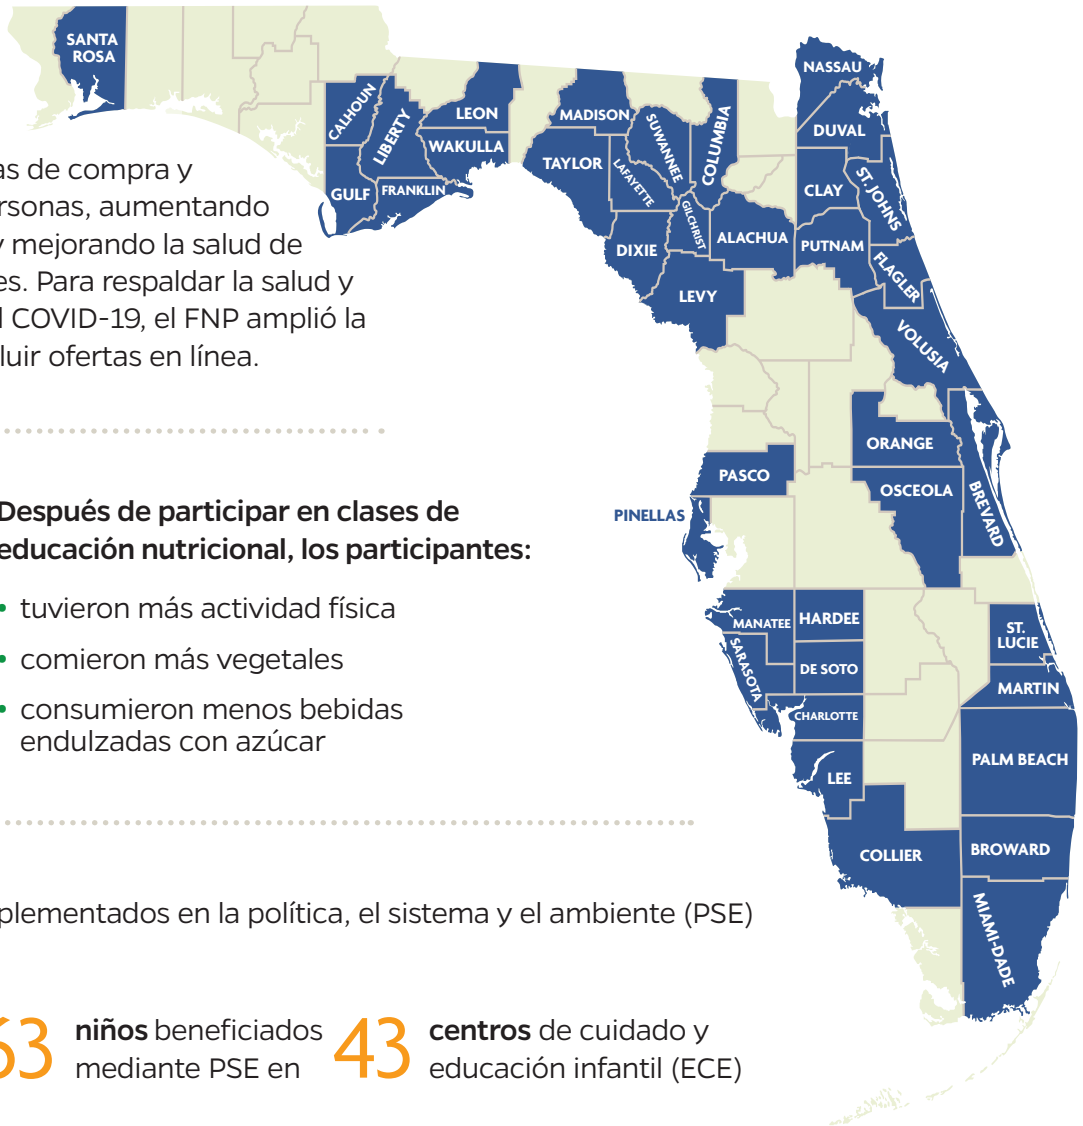 SANTA
ROSA
CALHOUN
LIBERTY
LEON
WAKULLA
GULF
FRANKLIN
MADISON
TAYLOR
SUWANNEE
LAFAYETTE
COLUMBIA
GILCHRIST
DIXIE
ALACHUA
LEVY
NASSAU
DUVAL
CLAY
ST. JOHNS
PUTNAM
FLAGLER
VOLUSIA
de compra y
aumentando
y mejorando la salud de
Para respaldar la salud y
COVID-19, el FNP amplió la
ofertas en línea.
ORANGE
PASCO
OSCEOLA
BREVARD
PINELLAS
Después de participar en clases de
educación nutricional, los participantes:
• tuvieron más actividad física
• comieron más vegetales
• consumieron menos bebidas
endulzadas con azúcar
MANATEE
HARDEE
SARASOTA
DE SOTO
CHARLOTTE
LEE
COLLIER
ST.
LUCIE
MARTIN
PALM BEACH
BROWARD
MIAMI-DADE
en la política, el sistema y el ambiente (PSE)
63 niños beneficiados
mediante PSE en
43 centros de cuidado y
educación infantil (ECE)